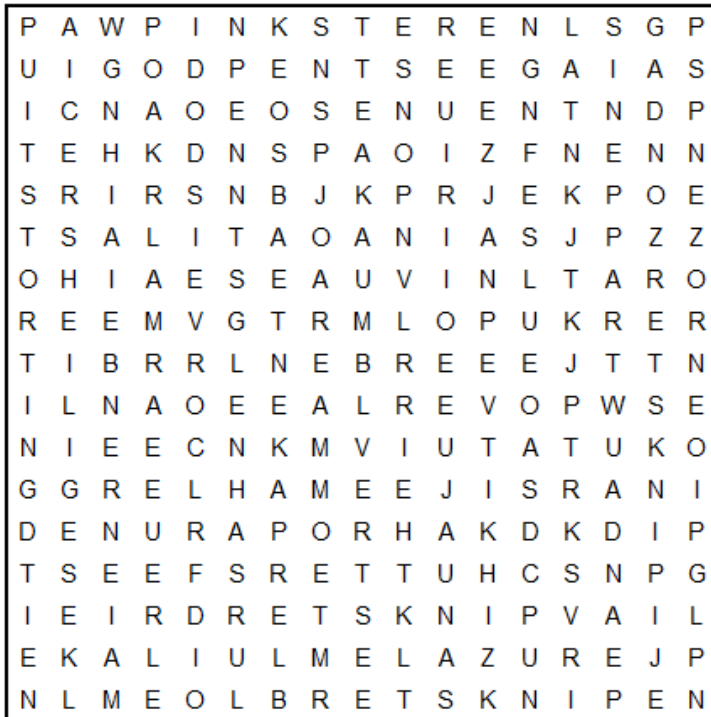 P A W P I N K S T E R E N L S G P
U I G O D P E N T S E E G A I A S
I C N A O E O S E N U E N T N D P
T E H K D N S P A O I Z F N E N N
S R I R S N B J K P R J E K P O E
T S A L I T A O A N I A S J P Z Z
O H I A E S E A U V I N L T A R O
R E E M V G T R M L O P U K R E R
T I B R R L N E B R E E E J T T N
I L N A O E E A L R E V O P W S E
N I E E C N K M V I U T A T U K O
G G R E L H A M E E J I S R A N I
D E N U R A P O R H A K D K D I P
T S E E F S R E T T U H C S N P G
I E I R D R E T S K N I P V A I L
E K A L I U L M E L A Z U R E J P
N L M E O L B R E T S K N I P E N